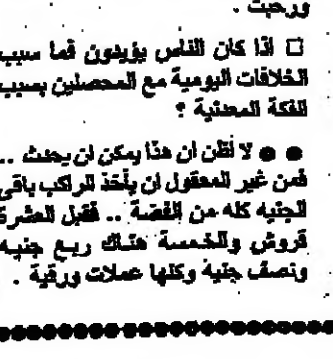 ورحبت .
□ اذا كان الناس يؤيدون فما سبب
الخلافات اليومية مع المحصلين بسبب
الفكة المعدنية ؟
●● لا أظن ان هذا يمكن ان يحدث ..
فمن غير المعقول ان يأخذ الراكب باقى
الجنيه كله من الفضة .. فقبل العشرة
قروش والخمسة هناك ربع جنيه
ونصف جنية وكلها عملات ورقية .